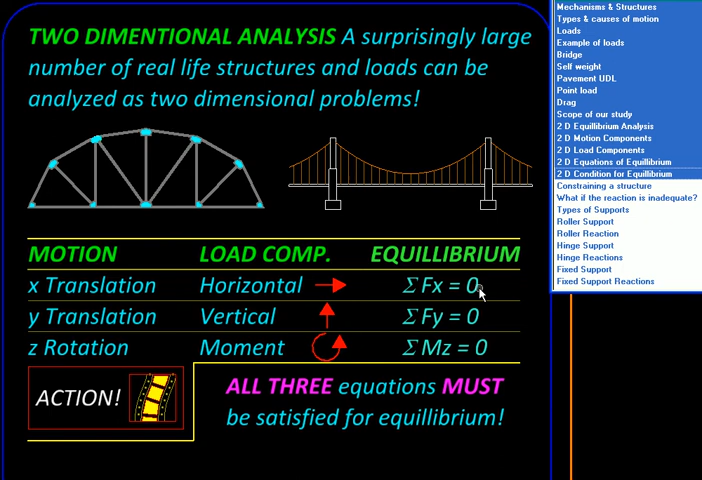 TWO DIMENTIONAL ANALYSIS A surprisingly large
number of real life structures and loads can be
analyzed as two dimensional problems!
MOTION LOAD COMP. EQUILLIBRIUM
x Translation Horizontal Σ Fx = 0
y Translation Vertical Σ Fy = 0
z Rotation Moment Σ Mz = 0
ACTION!
ALL THREE equations MUST
be satisfied for equillibrium!
Mechanisms & Structures
Types & causes of motion
Loads
Example of loads
Bridge
Self weight
Pavement UDL
Point load
Drag
Scope of our study
2 D Equilibrium Analysis
2 D Motion Components
2 D Load Components
2 D Equations of Equilibrium
2 D Condition for Equilibrium
Constraining a structure
What if the reaction is inadequate?
Types of Supports
Roller Support
Roller Reaction
Hinge Support
Hinge Reactions
Fixed Support
Fixed Support Reactions